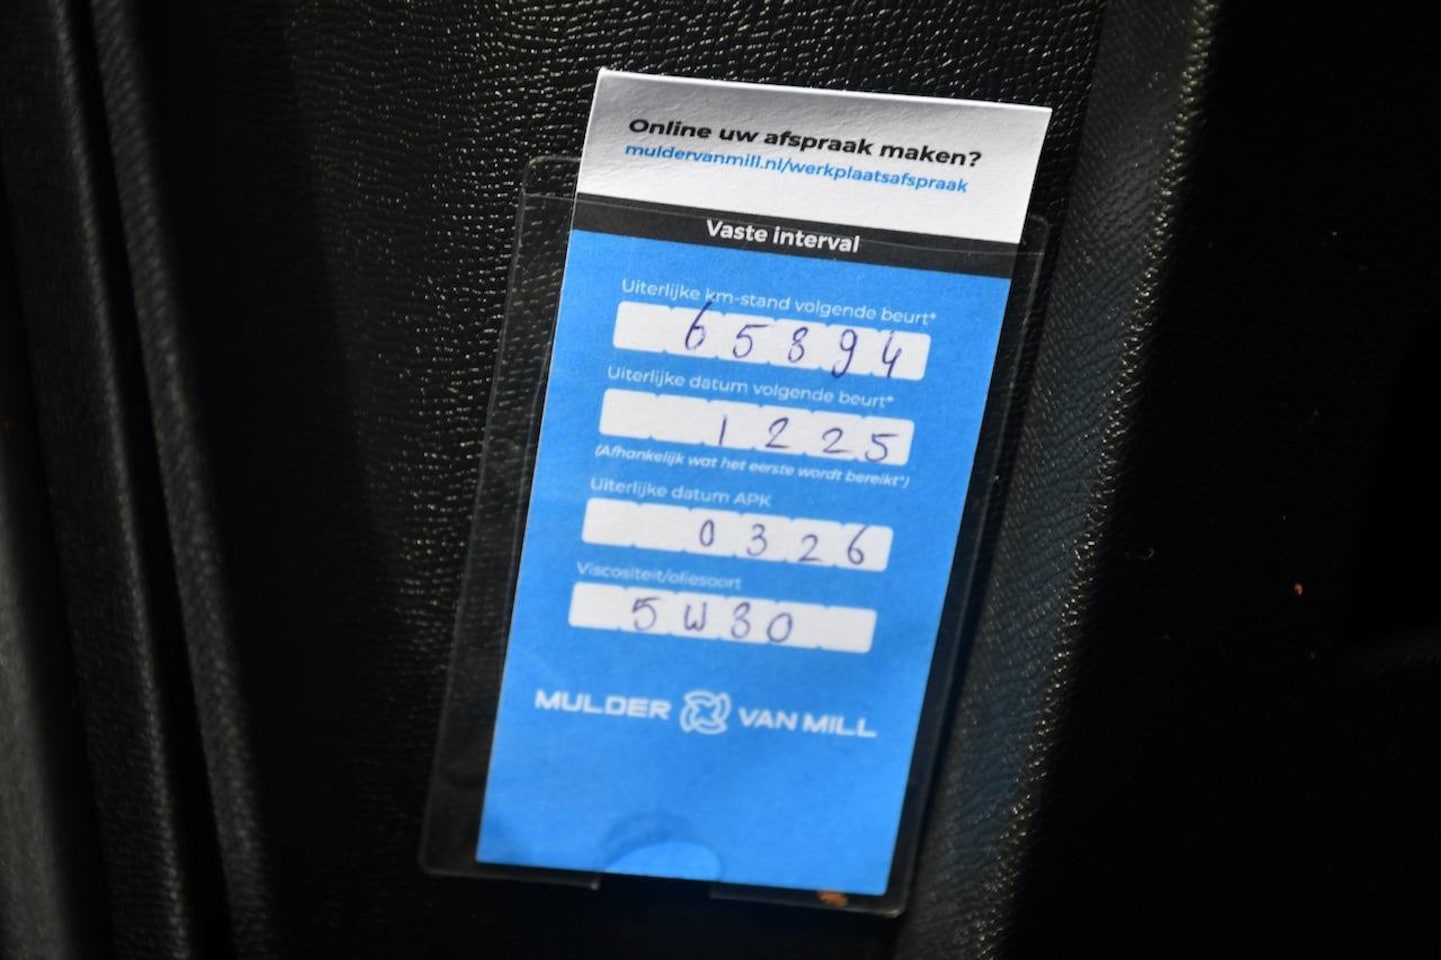 Online uw afspraak maken?
muldervanmill.nl/werkplaatsafspraak
Vaste interval
Uiterlijke km-stand volgende beurt*
65894
Uiterlijke datum volgende beurt*
1225
(Afhankelijk wat het eerste wordt bereikt*)
Uiterlijke datum APK
0326
Viscositeit/oliesoort
5W30
MULDER VAN MILL